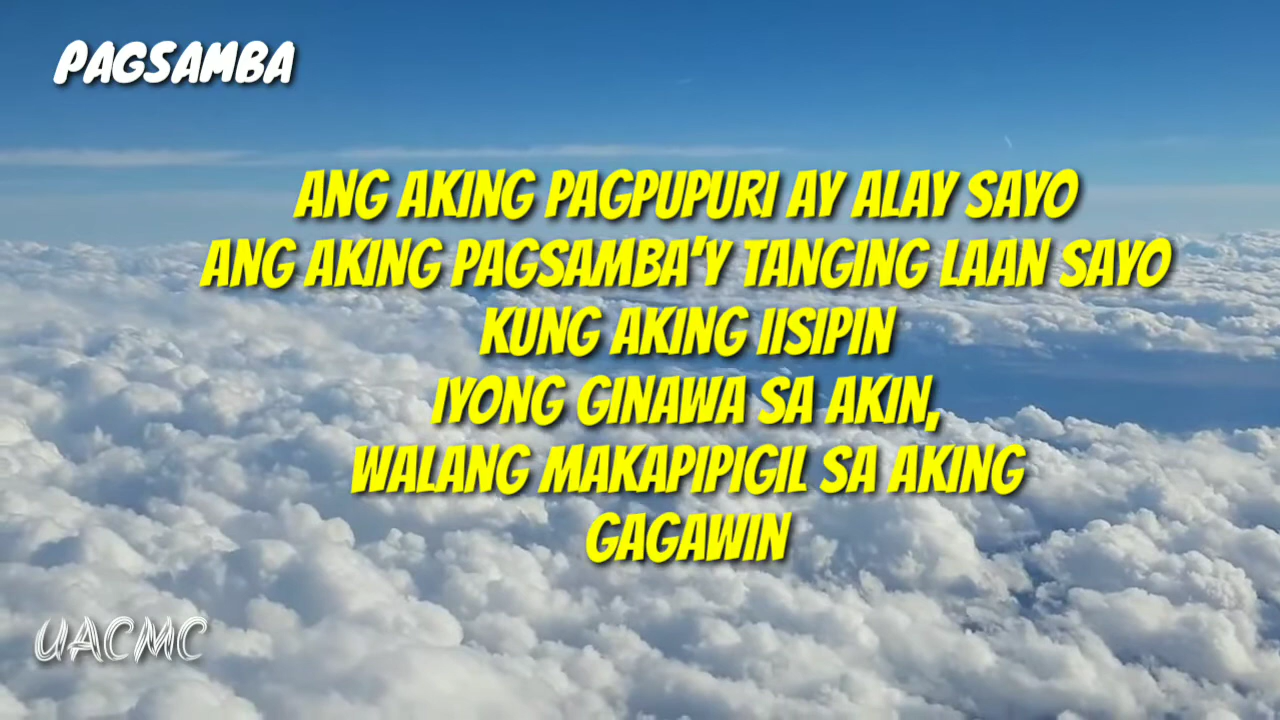 PAGSAMBA
ANG AKING PAGPUPURI AY ALAY SAYO
ANG AKING PAGSAMBA'Y TANGING LAAN SAYO
KUNG AKING IISIPIN
IYONG GINAWA SA AKIN,
WALANG MAKAPIPIGIL SA AKING
GAGAWIN
UACMC